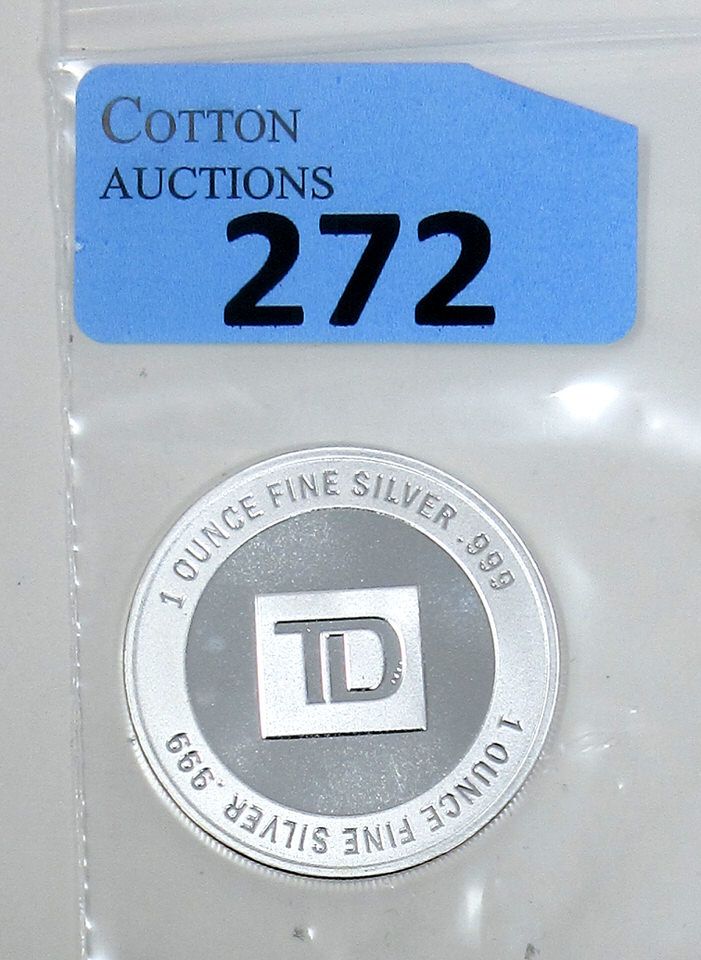 COTTON
AUCTIONS
272
1 OUNCE FINE SILVER .999
TD
1 OUNCE FINE SILVER .999